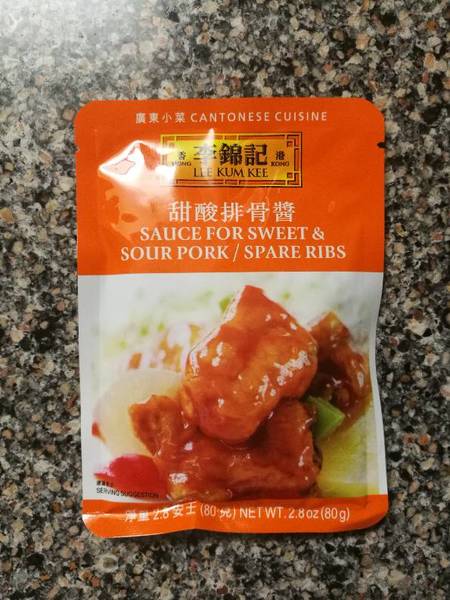 廣東小菜 CANTONESE CUISINE
香 李錦記 港
HONG LEE KUM KEE KONG
甜酸排骨醬
SAUCE FOR SWEET &
SOUR PORK / SPARE RIBS
SERVING SUGGESTION
淨重 2.8 安士 (80 克) NET WT. 2.8 oz (80 g)